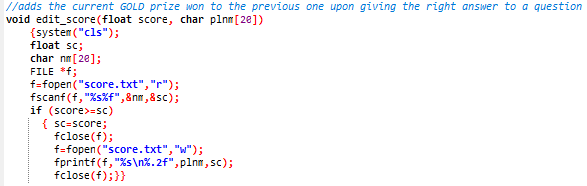 //adds the current GOLD prize won to the previous one upon giving the right answer to a question
void edit_score(float score, char plnm[20])
{system("cls");
float sc;
char nm[20];
FILE *f;
f=fopen("score.txt","r");
fscanf(f,"%s%f",&nm,&sc);
if (score>=sc)
{ sc=score;
fclose(f);
f=fopen("score.txt","w");
fprintf(f,"%s\n%.2f",plnm,sc);
fclose(f);}}